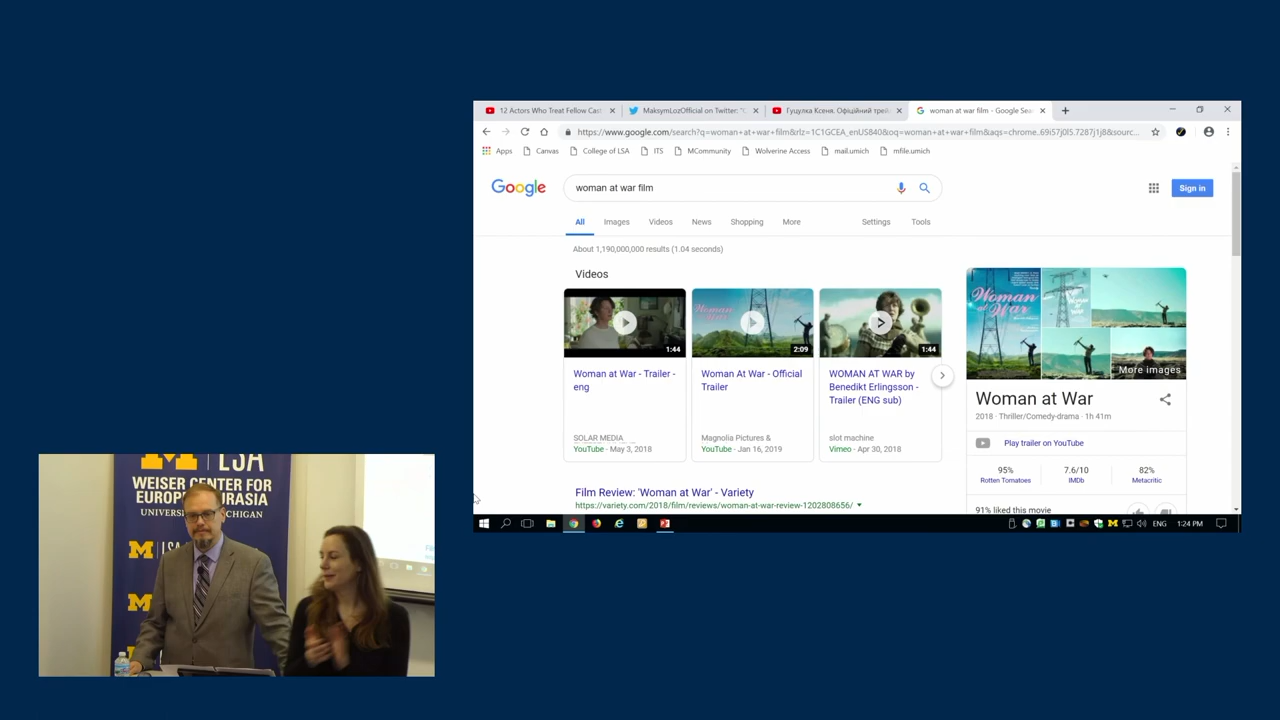 12 Actors Who Treat Fellow Cast
MaksymLozOfficial on Twitter: "
Гуцулка Ксеня. Офіційний трей
woman at war film - Google Sea
https://www.google.com/search?q=woman+at+war+film&rlz=1C1GCEA_enUS840&oq=woman+at+war+film&aqs=chrome..69i57j0l5.7287j1j8&sourc...
Apps Canvas College of LSA ITS MCommunity Wolverine Access mail.umich mfile.umich
Google
woman at war film
Sign in
All Images Videos News Shopping More Settings Tools
About 1,190,000,000 results (1.04 seconds)
Videos
1:44
2:09
1:44
Woman at War - Trailer -
eng
SOLAR MEDIA
YouTube - May 3, 2018
Woman At War - Official
Trailer
Magnolia Pictures &
YouTube - Jan 16, 2019
WOMAN AT WAR by
Benedikt Erlingsson -
Trailer (ENG sub)
slot machine
Vimeo - Apr 30, 2018
Film Review: 'Woman at War' - Variety
https://variety.com/2018/film/reviews/woman-at-war-review-1202808656/
Woman at War
More images
Woman at War
2018 · Thriller/Comedy-drama · 1h 41m
Play trailer on YouTube
95% 7.6/10 82%
Rotten Tomatoes IMDb Metacritic
91% liked this movie
ENG 1:24 PM
M LSA
WEISER CENTER FOR